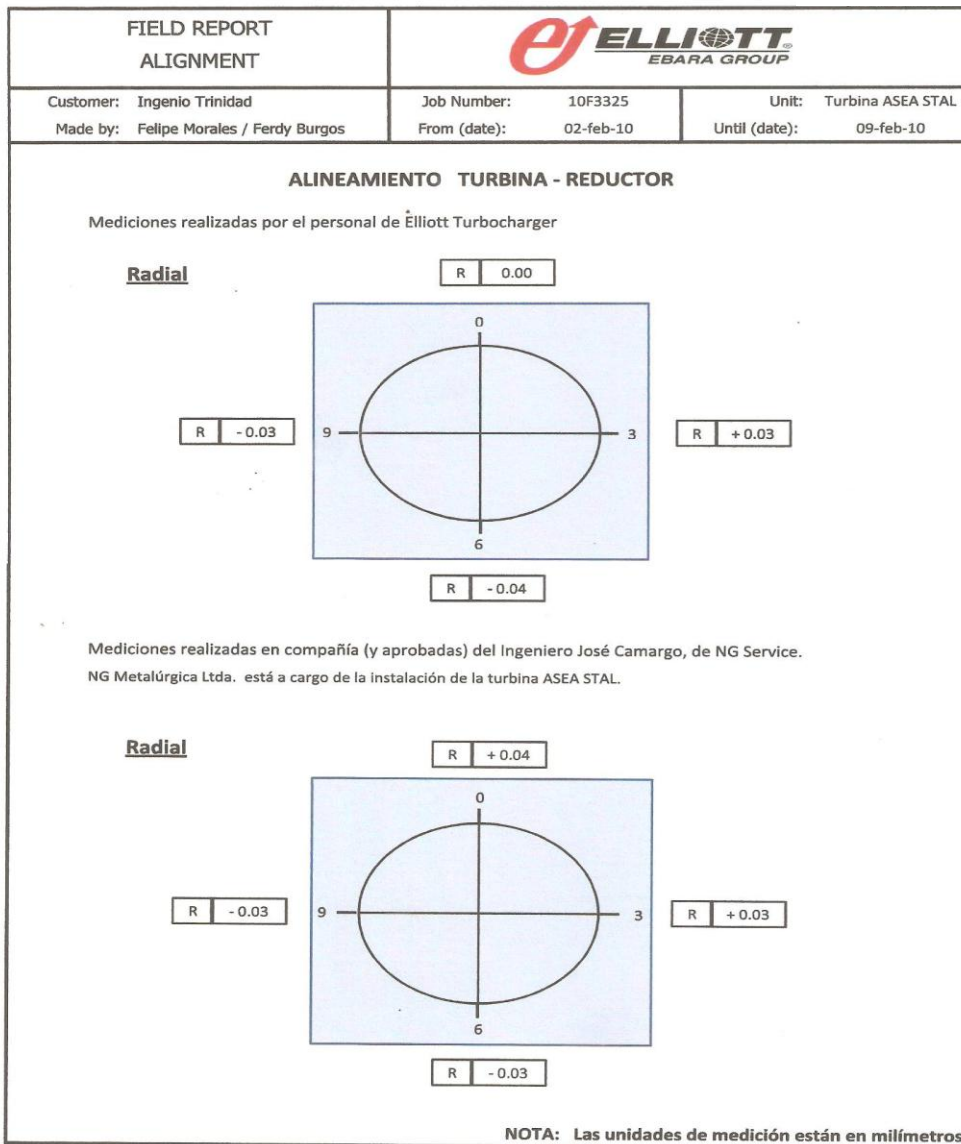 FIELD REPORT
ALIGNMENT
ELLIOTT®
EBARA GROUP
Customer: Ingenio Trinidad
Job Number: 10F3325
Unit: Turbina ASEA STAL
Made by: Felipe Morales / Ferdy Burgos
From (date): 02-feb-10
Until (date): 09-feb-10
ALINEAMIENTO TURBINA - REDUCTOR
Mediciones realizadas por el personal de Elliott Turbocharger
Radial
R 0.00
0
R - 0.03
9
3
R + 0.03
6
R - 0.04
Mediciones realizadas en compañía (y aprobadas) del Ingeniero José Camargo, de NG Service.
NG Metalúrgica Ltda. está a cargo de la instalación de la turbina ASEA STAL.
Radial
R + 0.04
0
R - 0.03
9
3
R + 0.03
6
R - 0.03
NOTA: Las unidades de medición están en milímetros